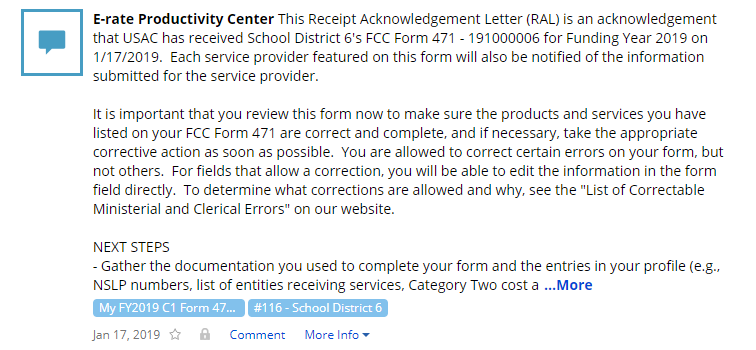 E-rate Productivity Center This Receipt Acknowledgement Letter (RAL) is an acknowledgement
that USAC has received School District 6's FCC Form 471 - 191000006 for Funding Year 2019 on
1/17/2019.  Each service provider featured on this form will also be notified of the information
submitted for the service provider.

It is important that you review this form now to make sure the products and services you have
listed on your FCC Form 471 are correct and complete, and if necessary, take the appropriate
corrective action as soon as possible.  You are allowed to correct certain errors on your form, but
not others.  For fields that allow a correction, you will be able to edit the information in the form
field directly.  To determine what corrections are allowed and why, see the "List of Correctable
Ministerial and Clerical Errors" on our website.

NEXT STEPS
- Gather the documentation you used to complete your form and the entries in your profile (e.g.,
NSLP numbers, list of entities receiving services, Category Two cost a ...More
My FY2019 C1 Form 47... #116 - School District 6
Jan 17, 2019 Comment More Info